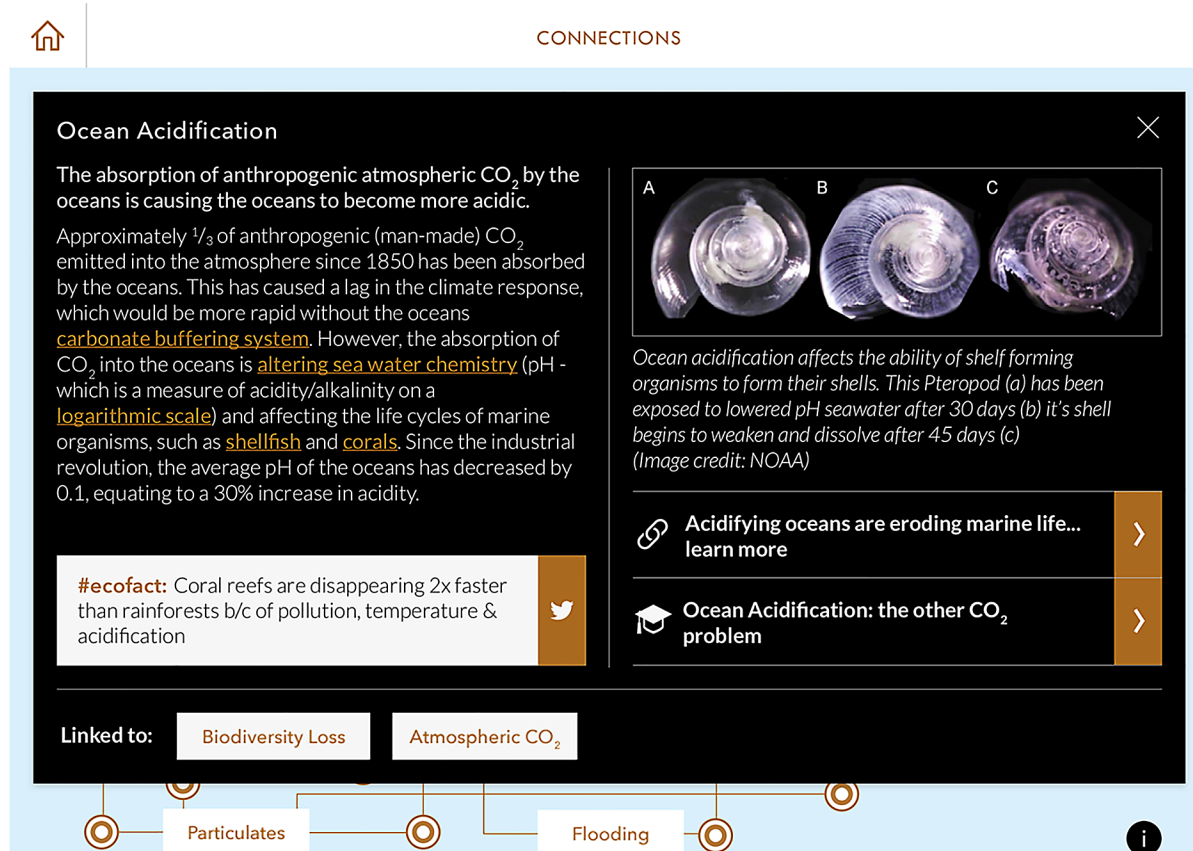 CONNECTIONS
Ocean Acidification
The absorption of anthropogenic atmospheric CO₂ by the
oceans is causing the oceans to become more acidic.
Approximately ¹/₃ of anthropogenic (man-made) CO₂
emitted into the atmosphere since 1850 has been absorbed
by the oceans. This has caused a lag in the climate response,
which would be more rapid without the oceans
carbonate buffering system. However, the absorption of
CO₂ into the oceans is altering sea water chemistry (pH -
which is a measure of acidity/alkalinity on a
logarithmic scale) and affecting the life cycles of marine
organisms, such as shellfish and corals. Since the industrial
revolution, the average pH of the oceans has decreased by
0.1, equating to a 30% increase in acidity.
#ecofact: Coral reefs are disappearing 2x faster
than rainforests b/c of pollution, temperature &
acidification
A B C
Ocean acidification affects the ability of shelf forming
organisms to form their shells. This Pteropod (a) has been
exposed to lowered pH seawater after 30 days (b) it's shell
begins to weaken and dissolve after 45 days (c)
(Image credit: NOAA)
Acidifying oceans are eroding marine life...
learn more
Ocean Acidification: the other CO₂
problem
Linked to: Biodiversity Loss Atmospheric CO₂
Particulates Flooding i